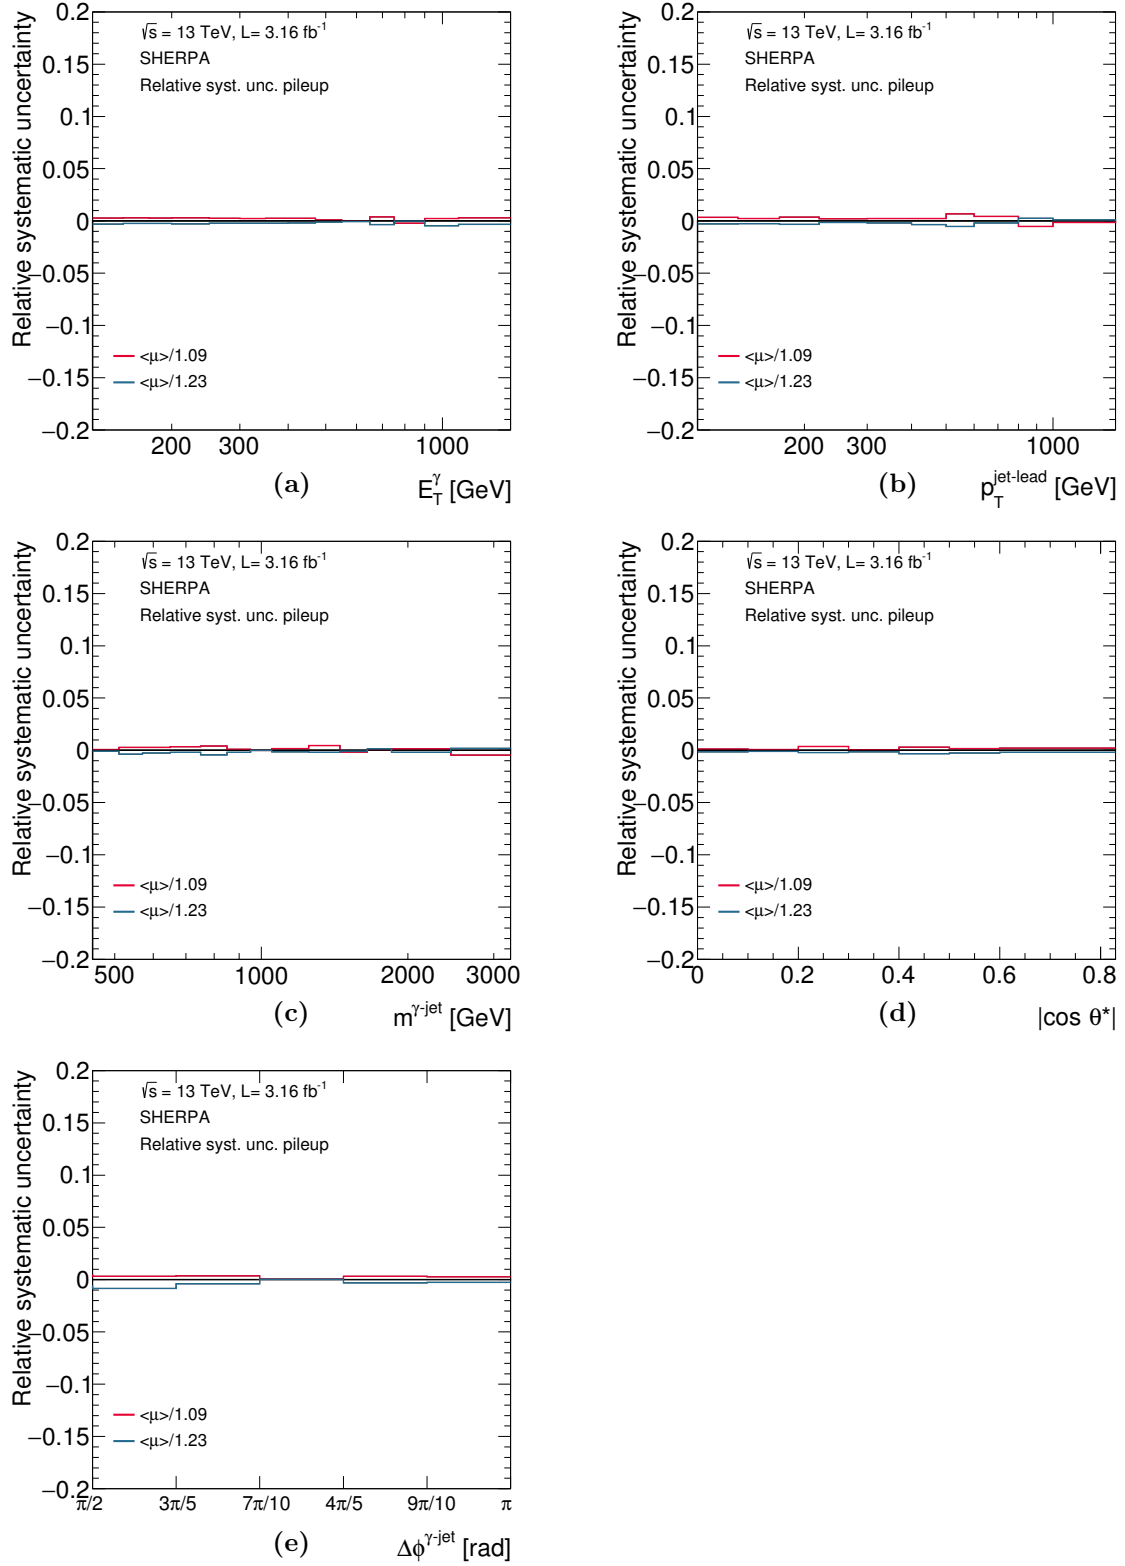 Relative systematic uncertainty
0.2
0.15
0.1
0.05
0
−0.05
−0.1
−0.15
−0.2
√s = 13 TeV, L= 3.16 fb⁻¹
SHERPA
Relative syst. unc. pileup
<μ>/1.09
<μ>/1.23
200 300 1000
(a) E_T^γ [GeV]
Relative systematic uncertainty
0.2
0.15
0.1
0.05
0
−0.05
−0.1
−0.15
−0.2
√s = 13 TeV, L= 3.16 fb⁻¹
SHERPA
Relative syst. unc. pileup
<μ>/1.09
<μ>/1.23
200 300 1000
(b) p_T^jet-lead [GeV]
Relative systematic uncertainty
0.2
0.15
0.1
0.05
0
−0.05
−0.1
−0.15
−0.2
√s = 13 TeV, L= 3.16 fb⁻¹
SHERPA
Relative syst. unc. pileup
<μ>/1.09
<μ>/1.23
500 1000 2000 3000
(c) m^γ-jet [GeV]
Relative systematic uncertainty
0.2
0.15
0.1
0.05
0
−0.05
−0.1
−0.15
−0.2
√s = 13 TeV, L= 3.16 fb⁻¹
SHERPA
Relative syst. unc. pileup
<μ>/1.09
<μ>/1.23
0 0.2 0.4 0.6 0.8
(d) |cos θ*|
Relative systematic uncertainty
0.2
0.15
0.1
0.05
0
−0.05
−0.1
−0.15
−0.2
√s = 13 TeV, L= 3.16 fb⁻¹
SHERPA
Relative syst. unc. pileup
<μ>/1.09
<μ>/1.23
π/2 3π/5 7π/10 4π/5 9π/10 π
(e) Δϕ^γ-jet [rad]